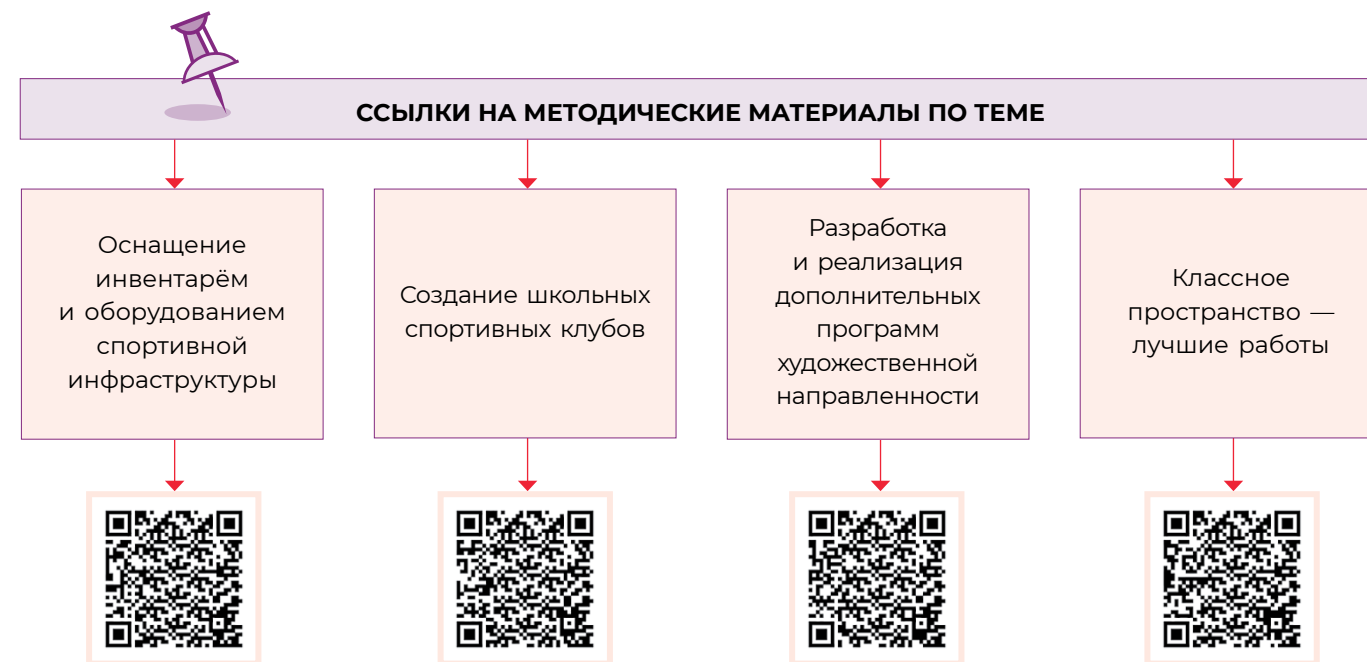 ССЫЛКИ НА МЕТОДИЧЕСКИЕ МАТЕРИАЛЫ ПО ТЕМЕ
Оснащение
инвентарём
и оборудованием
спортивной
инфраструктуры
Создание школьных
спортивных клубов
Разработка
и реализация
дополнительных
программ
художественной
направленности
Классное
пространство —
лучшие работы